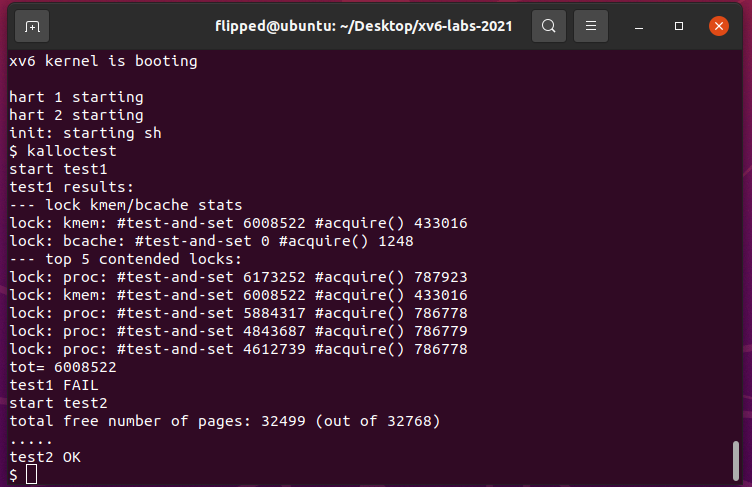 flipped@ubuntu: ~/Desktop/xv6-labs-2021
xv6 kernel is booting
hart 1 starting
hart 2 starting
init: starting sh
$ kalloctest
start test1
test1 results:
--- lock kmem/bcache stats
lock: kmem: #test-and-set 6008522 #acquire() 433016
lock: bcache: #test-and-set 0 #acquire() 1248
--- top 5 contended locks:
lock: proc: #test-and-set 6173252 #acquire() 787923
lock: kmem: #test-and-set 6008522 #acquire() 433016
lock: proc: #test-and-set 5884317 #acquire() 786778
lock: proc: #test-and-set 4843687 #acquire() 786779
lock: proc: #test-and-set 4612739 #acquire() 786778
tot= 6008522
test1 FAIL
start test2
total free number of pages: 32499 (out of 32768)
.....
test2 OK
$